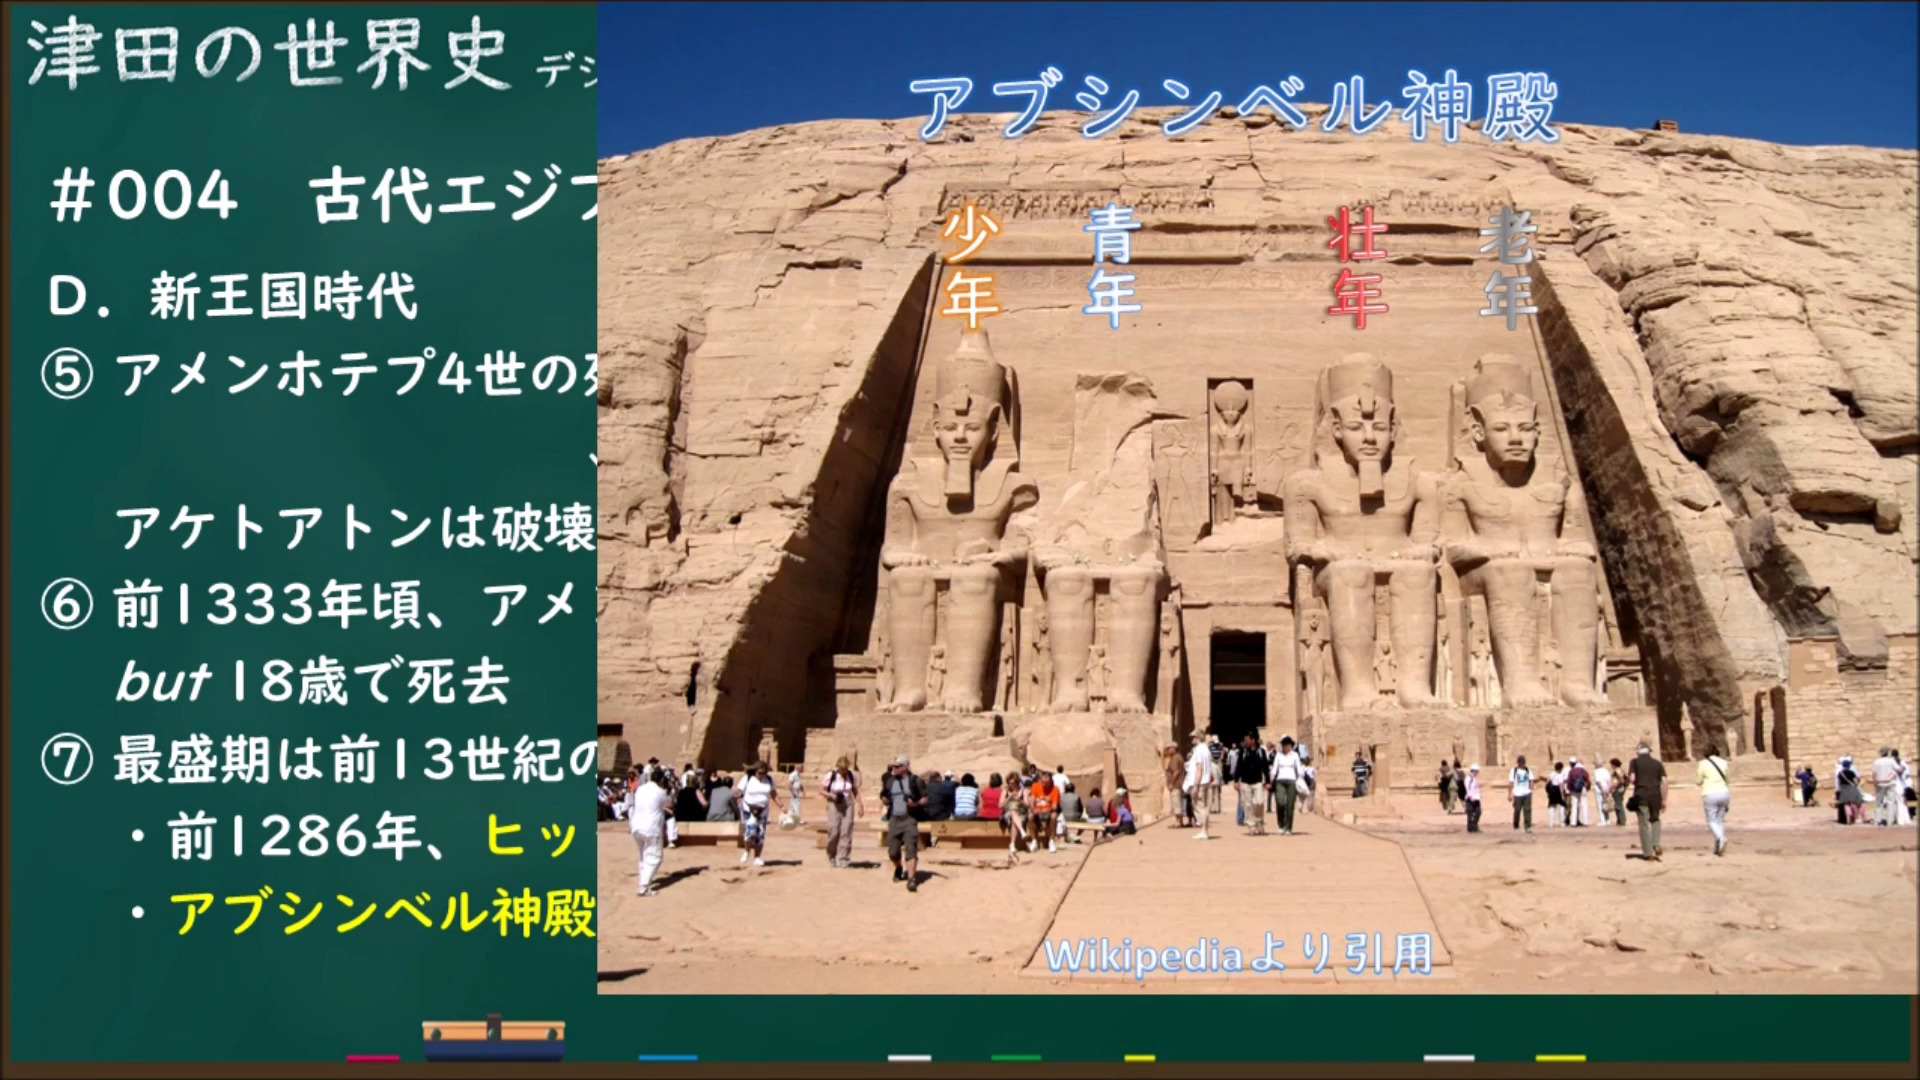 津田の世界史 デジ
#004 古代エジプ
D. 新王国時代
⑤ アメンホテプ4世の死
アケトアトンは破壊
⑥ 前1333年頃、アメン
but 18歳で死去
⑦ 最盛期は前13世紀の
・前1286年、ヒッ
・アブシンベル神殿
アブシンベル神殿
少年
青年
壮年
老年
Wikipediaより引用